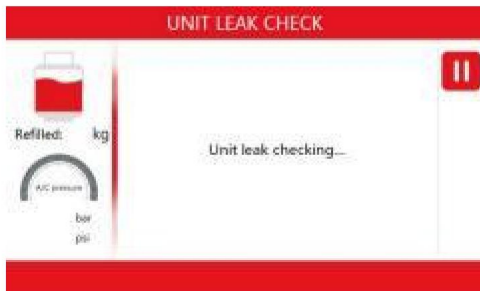 UNIT LEAK CHECK
Refilled: kg
A/C pressure
bar
psi
Unit leak checking...